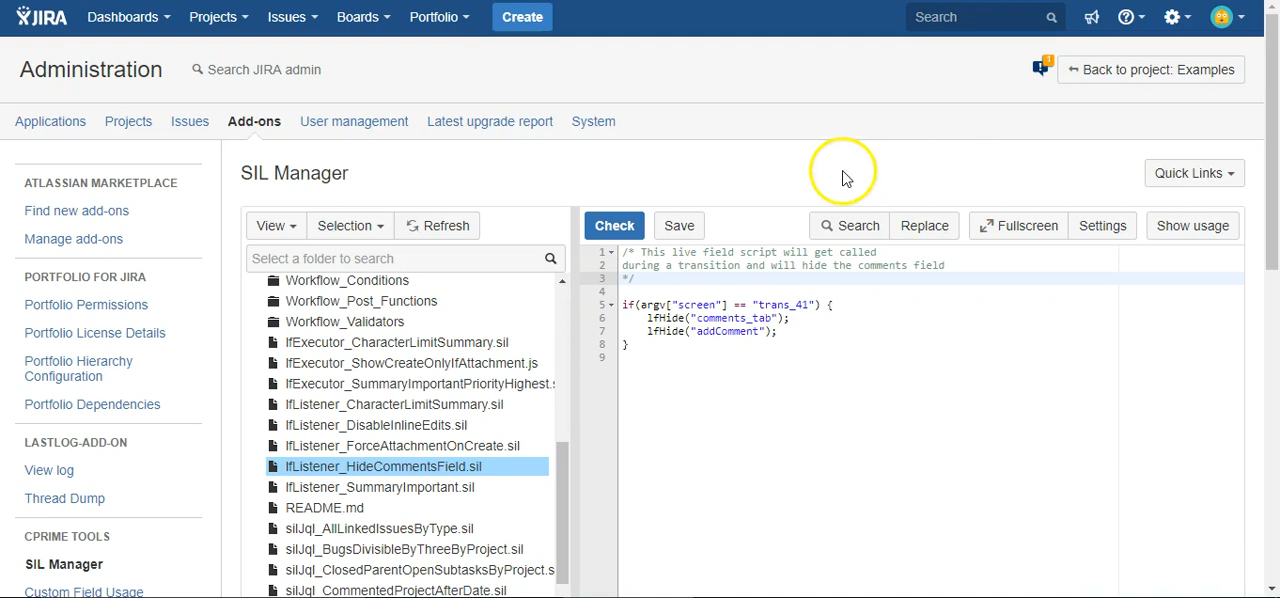 JIRA Dashboards Projects Issues Boards Portfolio Create Search
Administration Search JIRA admin 1 Back to project: Examples
Applications Projects Issues Add-ons User management Latest upgrade report System
ATLASSIAN MARKETPLACE
Find new add-ons
Manage add-ons
PORTFOLIO FOR JIRA
Portfolio Permissions
Portfolio License Details
Portfolio Hierarchy
Configuration
Portfolio Dependencies
LASTLOG-ADD-ON
View log
Thread Dump
CPRIME TOOLS
SIL Manager
Custom Field Usage
SIL Manager Quick Links
View Selection Refresh
Select a folder to search
Workflow_Conditions
Workflow_Post_Functions
Workflow_Validators
lfExecutor_CharacterLimitSummary.sil
lfExecutor_ShowCreateOnlyIfAttachment.js
lfExecutor_SummaryImportantPriorityHighest.s
lfListener_CharacterLimitSummary.sil
lfListener_DisableInlineEdits.sil
lfListener_ForceAttachmentOnCreate.sil
lfListener_HideCommentsField.sil
lfListener_SummaryImportant.sil
README.md
silJql_AllLinkedIssuesByType.sil
silJql_BugsDivisibleByThreeByProject.sil
silJql_ClosedParentOpenSubtasksByProject.s
silJql_CommentedProjectAfterDate.sil
Check Save Search Replace Fullscreen Settings Show usage
1 /* This live field script will get called
2 during a transition and will hide the comments field
3 */
4
5 if(argv["screen"] == "trans_41") {
6 lfHide("comments_tab");
7 lfHide("addComment");
8 }
9